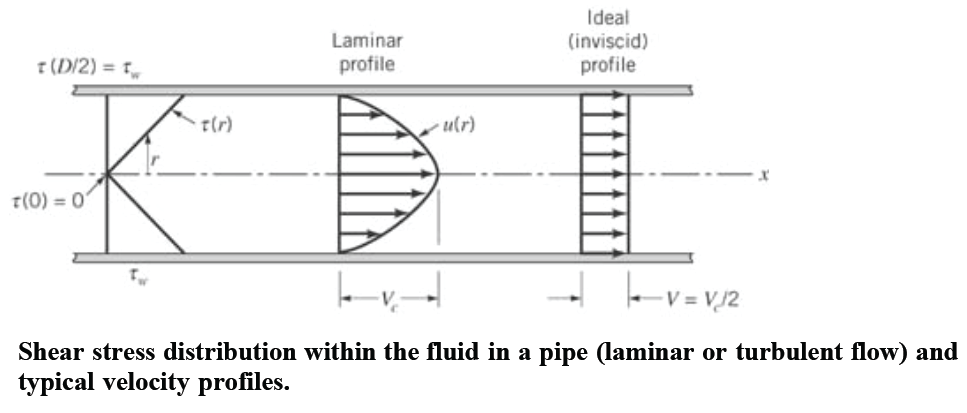 Ideal
(inviscid)
profile
Laminar
profile
τ (D/2) = τw
τ(r)
u(r)
r
x
τ(0) = 0
τw
Vc
V = Vc/2
Shear stress distribution within the fluid in a pipe (laminar or turbulent flow) and
typical velocity profiles.